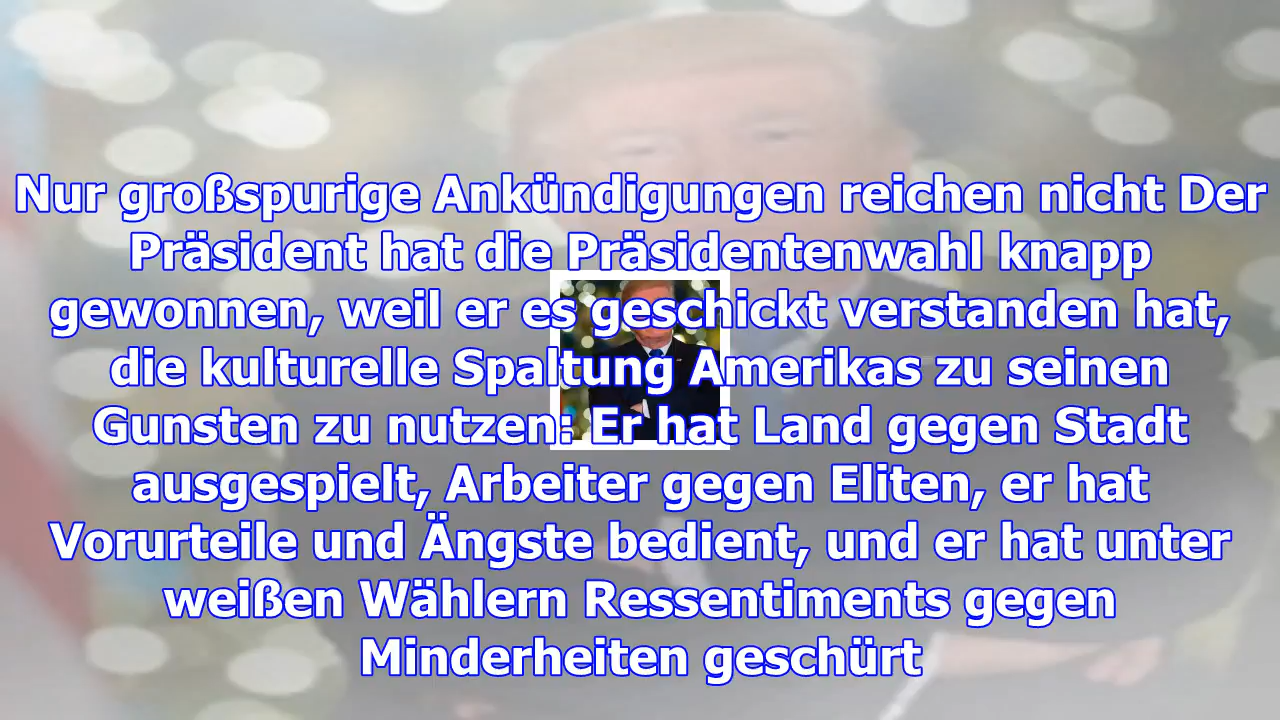 Nur großspurige Ankündigungen reichen nicht Der
Präsident hat die Präsidentenwahl knapp
gewonnen, weil er es geschickt verstanden hat,
die kulturelle Spaltung Amerikas zu seinen
Gunsten zu nutzen: Er hat Land gegen Stadt
ausgespielt, Arbeiter gegen Eliten, er hat
Vorurteile und Ängste bedient, und er hat unter
weißen Wählern Ressentiments gegen
Minderheiten geschürt